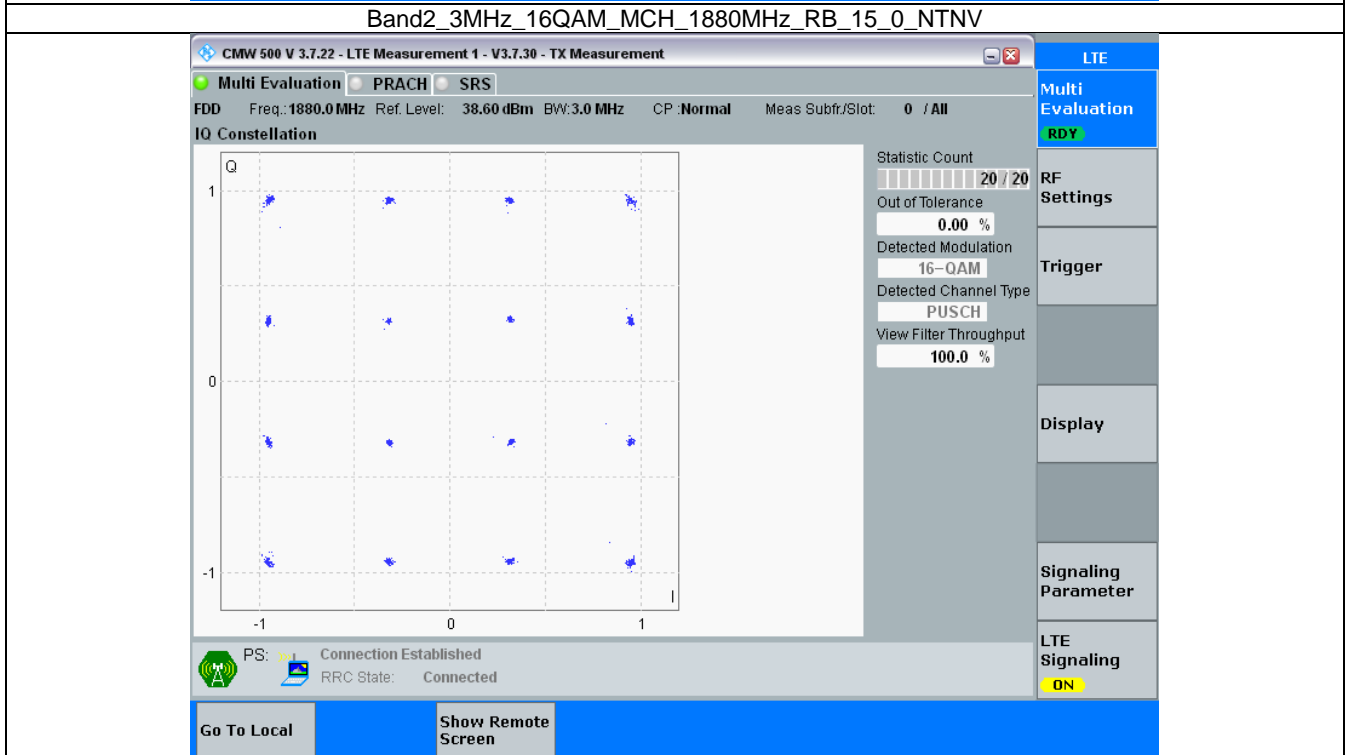 Band2_3MHz_16QAM_MCH_1880MHz_RB_15_0_NTNV
CMW 500 V 3.7.22 - LTE Measurement 1 - V3.7.30 - TX Measurement
LTE
Multi Evaluation PRACH SRS
FDD Freq.: 1880.0 MHz Ref. Level: 38.60 dBm BW: 3.0 MHz CP : Normal Meas Subfr./Slot: 0 / All
IQ Constellation
Q
1
0
-1
I
-1 0 1
Statistic Count
20 / 20
Out of Tolerance
0.00 %
Detected Modulation
16-QAM
Detected Channel Type
PUSCH
View Filter Throughput
100.0 %
Multi
Evaluation
RDY
RF
Settings
Trigger
Display
Signaling
Parameter
LTE
Signaling
ON
PS: Connection Established
RRC State: Connected
Go To Local
Show Remote
Screen